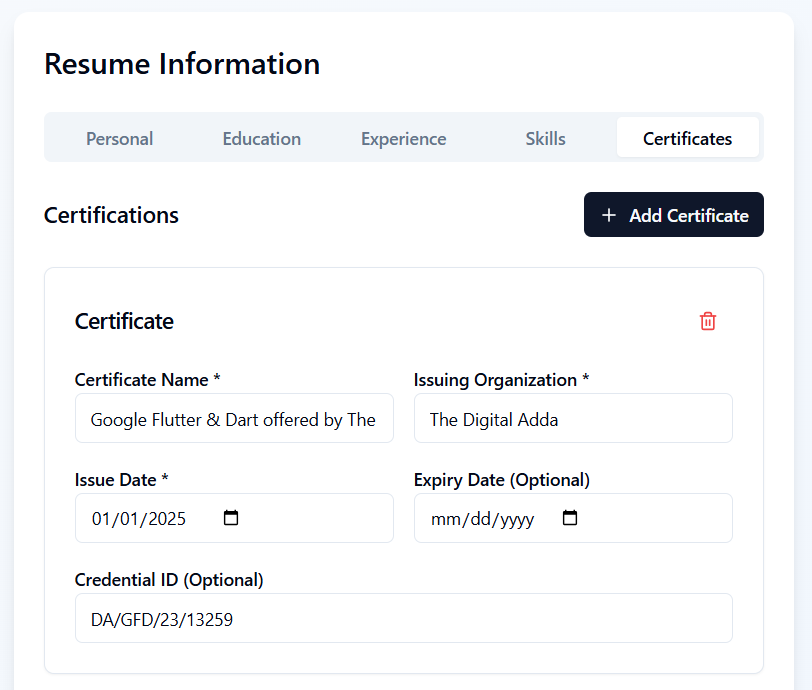 Resume Information
Personal Education Experience Skills Certificates
Certifications
+ Add Certificate
Certificate
Certificate Name * Issuing Organization *
Google Flutter & Dart offered by The The Digital Adda
Issue Date * Expiry Date (Optional)
01/01/2025 mm/dd/yyyy
Credential ID (Optional)
DA/GFD/23/13259